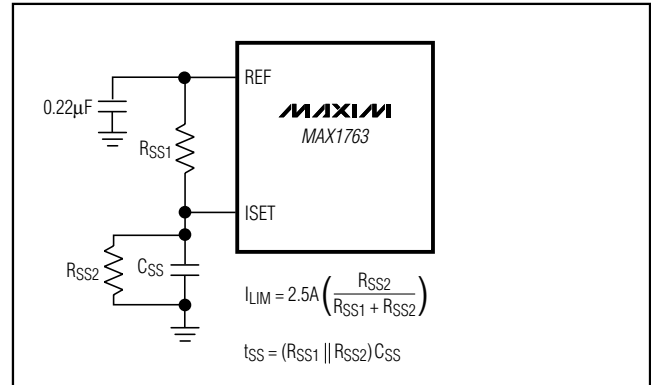 REF
0.22µF
MAXIM
MAX1763
RSS1
ISET
RSS2
CSS
ILIM = 2.5A (RSS2 / RSS1 + RSS2)
tSS = (RSS1 || RSS2) CSS